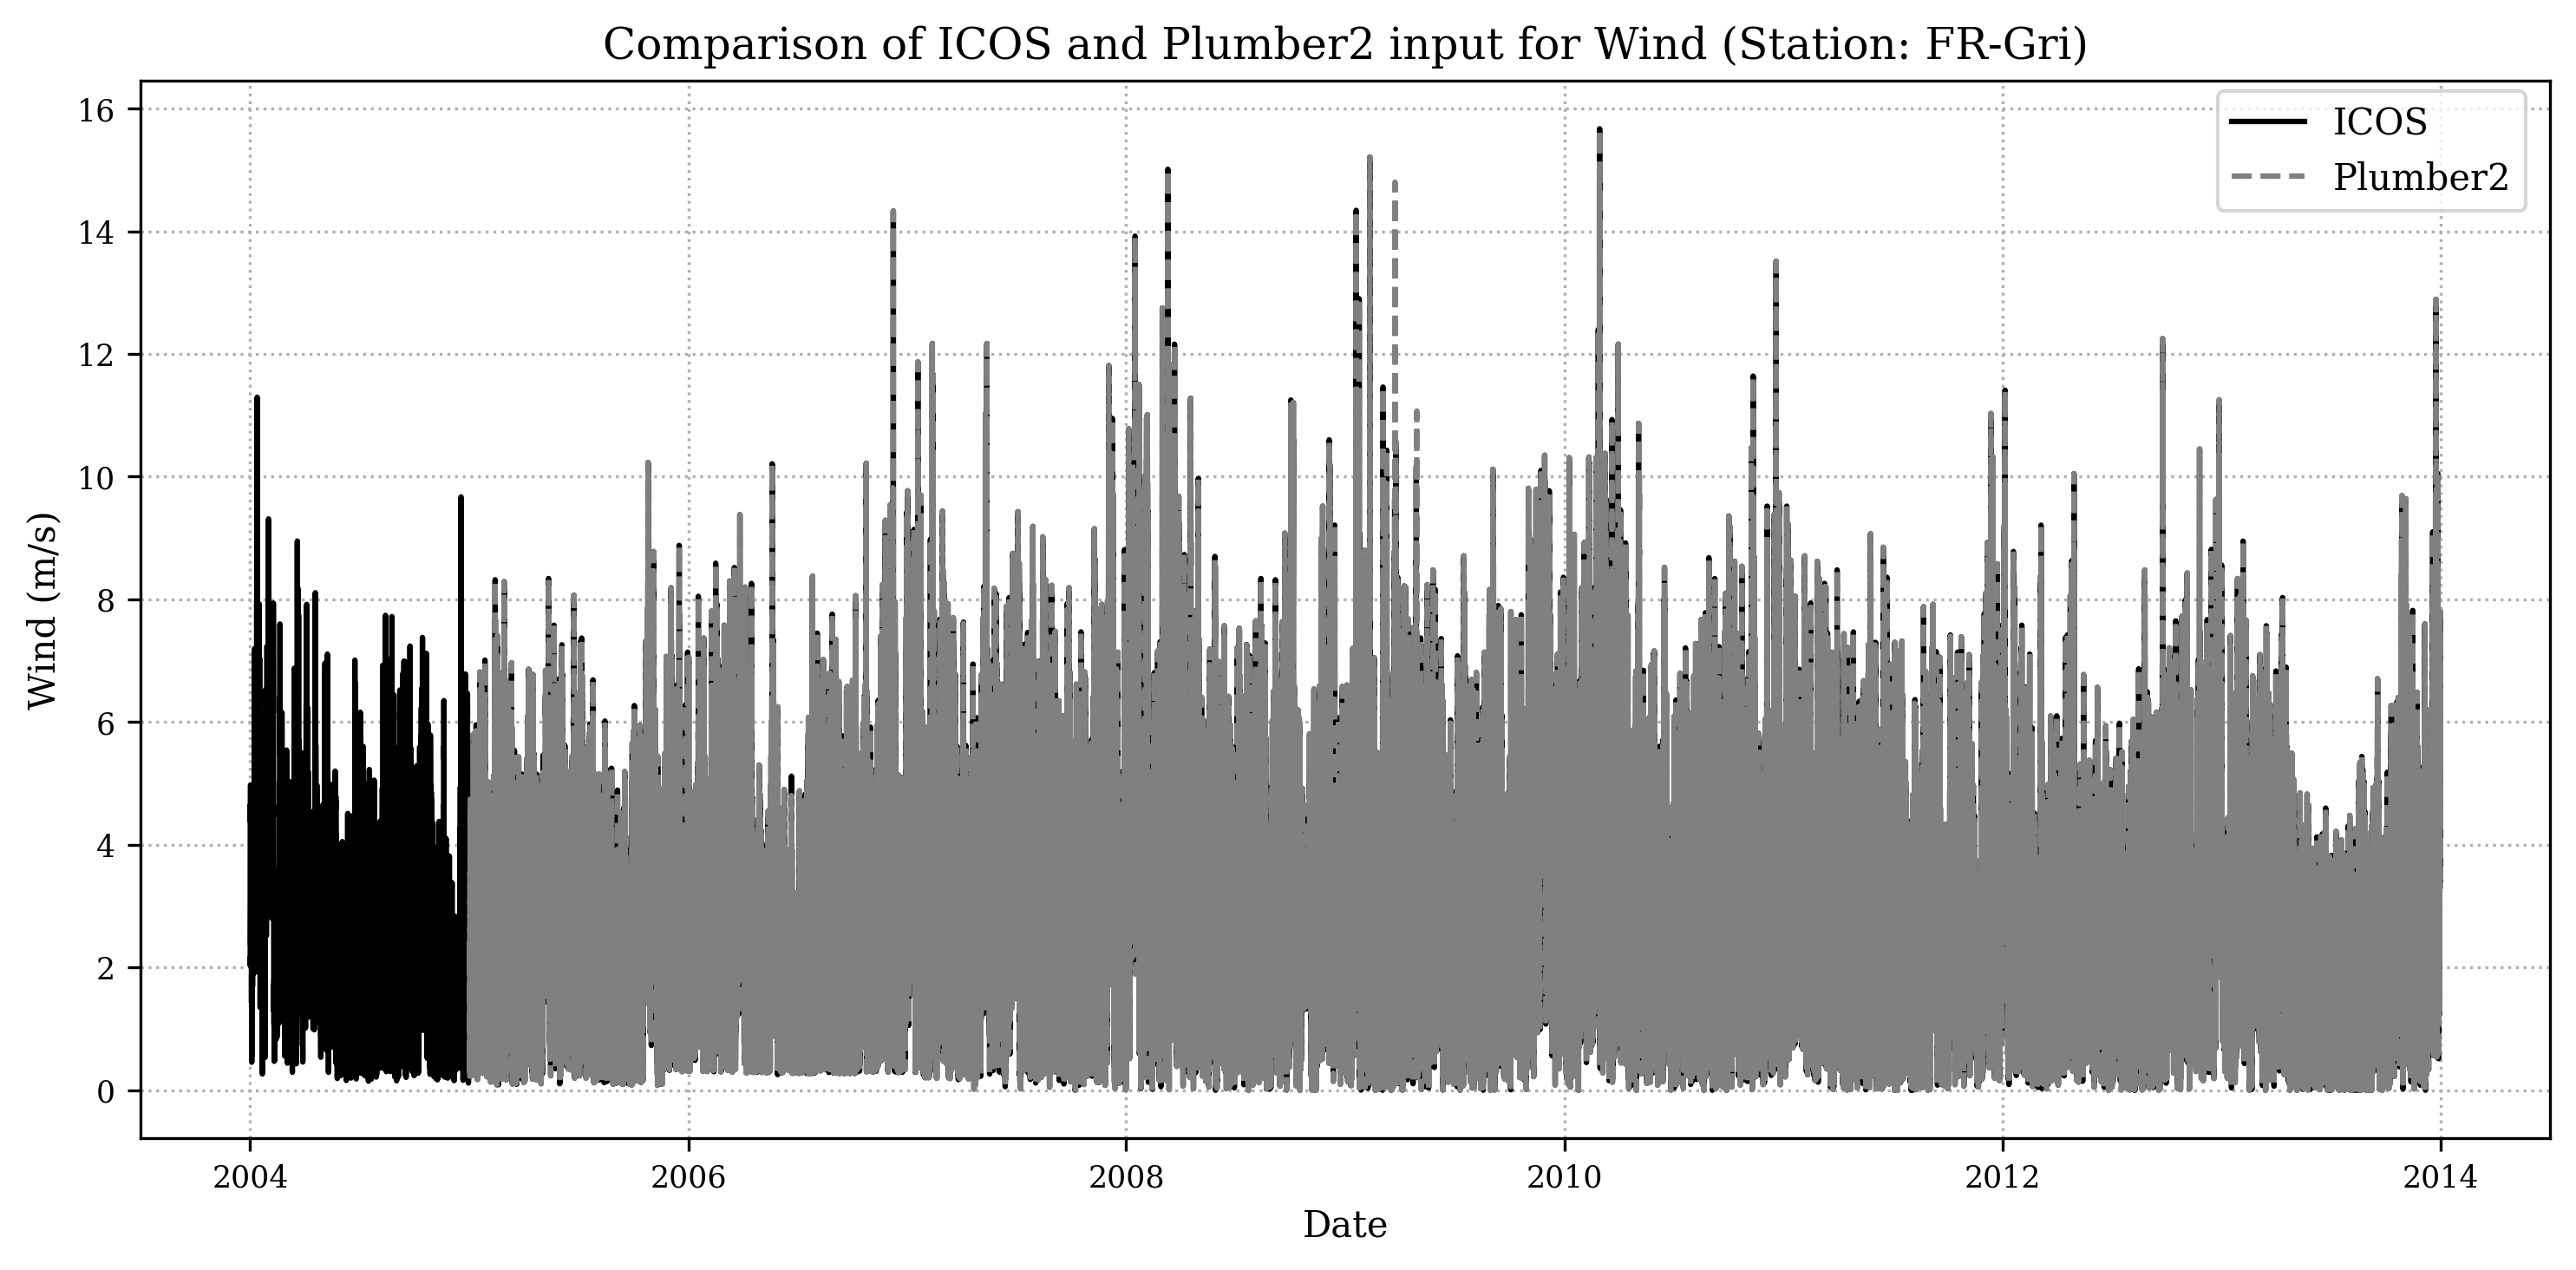 Comparison of ICOS and Plumber2 input for Wind (Station: FR-Gri)
ICOS
Plumber2
Wind (m/s)
16
14
12
10
8
6
4
2
0
2004 2006 2008 2010 2012 2014
Date